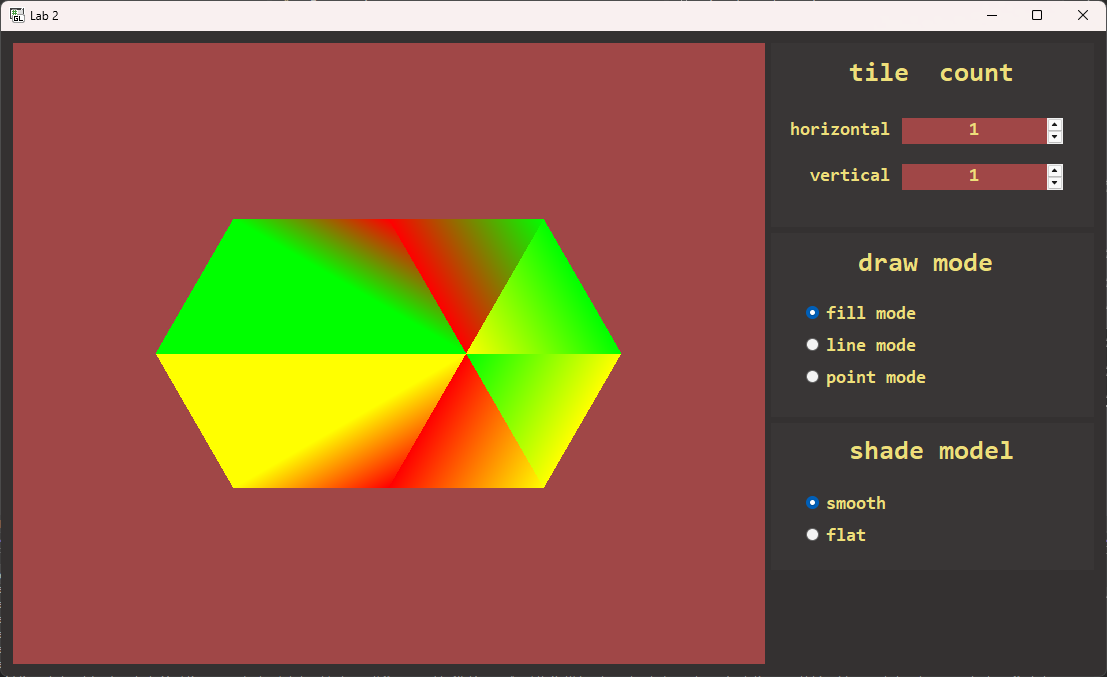 Lab 2
tile  count
horizontal 1
vertical 1
draw mode
fill mode
line mode
point mode
shade model
smooth
flat